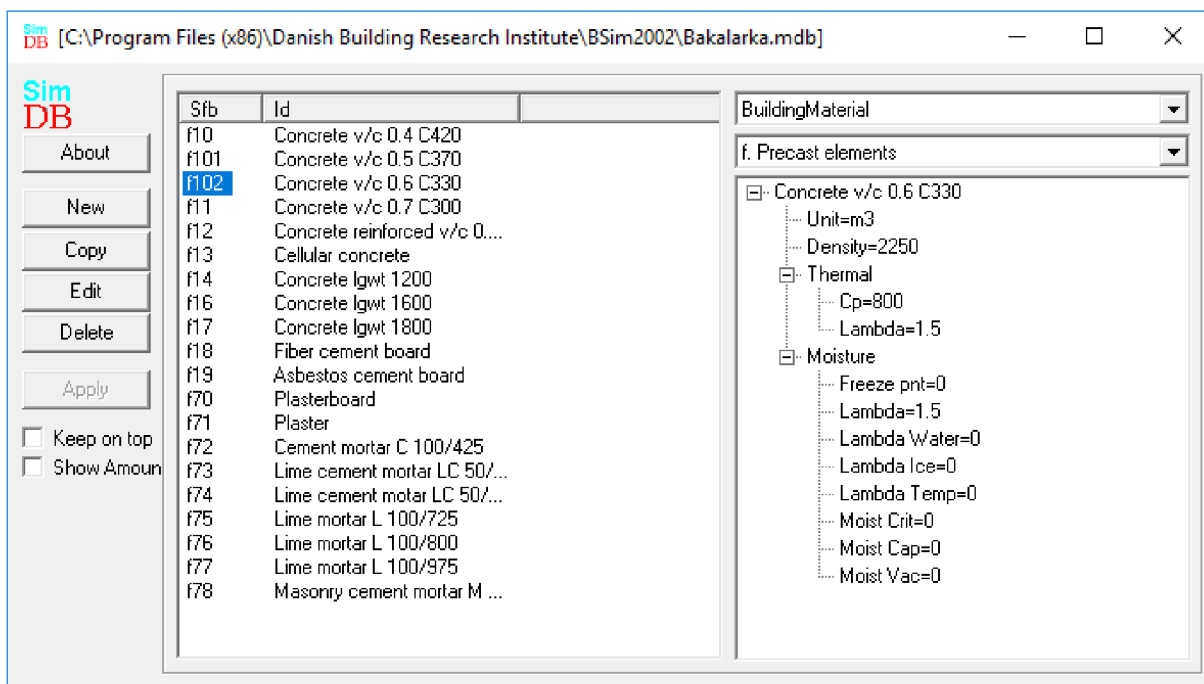 Sim DB [C:\Program Files (x86)\Danish Building Research Institute\BSim2002\Bakalarka.mdb]
Sim
DB
About
New
Copy
Edit
Delete
Apply
Keep on top
Show Amoun
Sfb Id
f10 Concrete v/c 0.4 C420
f101 Concrete v/c 0.5 C370
f102 Concrete v/c 0.6 C330
f11 Concrete v/c 0.7 C300
f12 Concrete reinforced v/c 0....
f13 Cellular concrete
f14 Concrete lgwt 1200
f16 Concrete lgwt 1600
f17 Concrete lgwt 1800
f18 Fiber cement board
f19 Asbestos cement board
f70 Plasterboard
f71 Plaster
f72 Cement mortar C 100/425
f73 Lime cement mortar LC 50/...
f74 Lime cement motar LC 50/...
f75 Lime mortar L 100/725
f76 Lime mortar L 100/800
f77 Lime mortar L 100/975
f78 Masonry cement mortar M ...
BuildingMaterial
f. Precast elements
Concrete v/c 0.6 C330
Unit=m3
Density=2250
Thermal
Cp=800
Lambda=1.5
Moisture
Freeze pnt=0
Lambda=1.5
Lambda Water=0
Lambda Ice=0
Lambda Temp=0
Moist Crit=0
Moist Cap=0
Moist Vac=0